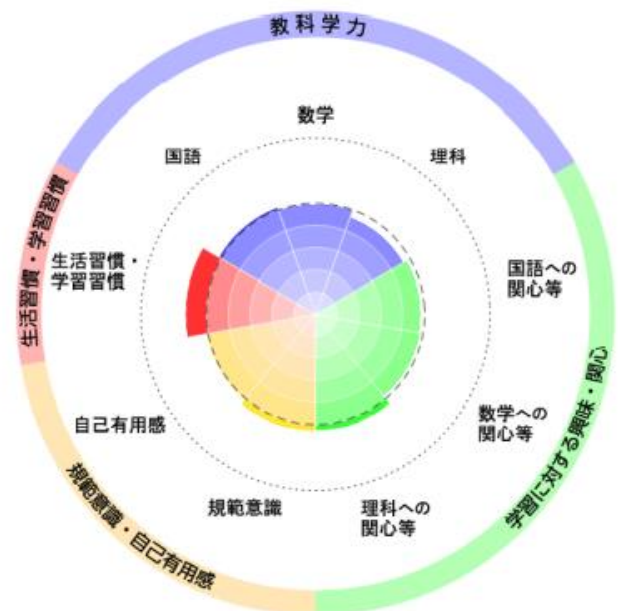 教科学力
数学
国語
理科
生活習慣・学習習慣
生活習慣・
学習習慣
国語への
関心等
自己有用感
数学への
関心等
学習に対する興味・関心
規範意識
理科への
関心等
規範意識・自己有用感